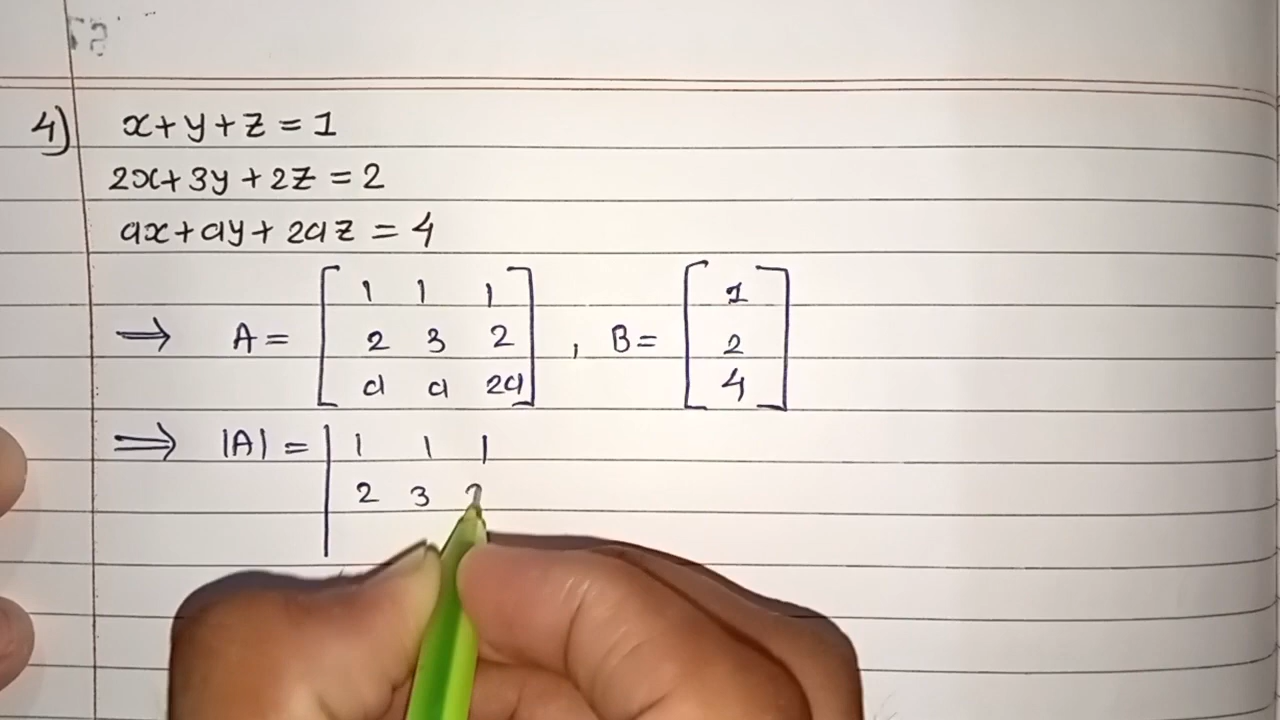 4) x+y+z=1
2x+3y+2z=2
ax+ay+2az=4
⇒ A = [ 1 1 1
2 3 2
a a 2a ] , B = [ 1
2
4 ]
⇒ |A| = | 1 1 1
2 3